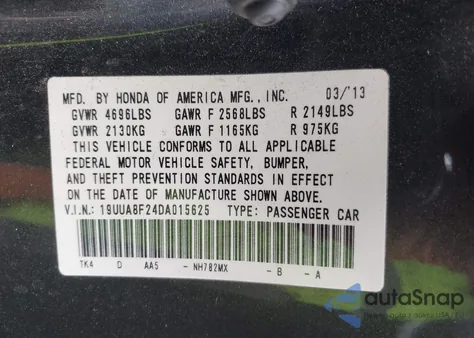 MFD. BY HONDA OF AMERICA MFG., INC. 03/'13
GVWR 4696LBS GAWR F 2568LBS R 2149LBS
GVWR 2130KG GAWR F 1165KG R 975KG
THIS VEHICLE CONFORMS TO ALL APPLICABLE
FEDERAL MOTOR VEHICLE SAFETY, BUMPER,
AND THEFT PREVENTION STANDARDS IN EFFECT
ON THE DATE OF MANUFACTURE SHOWN ABOVE.
V.I.N.: 19UUA8F24DA015625 TYPE: PASSENGER CAR
TK4 D AA5 - NH782MX - B - A
autoSnap